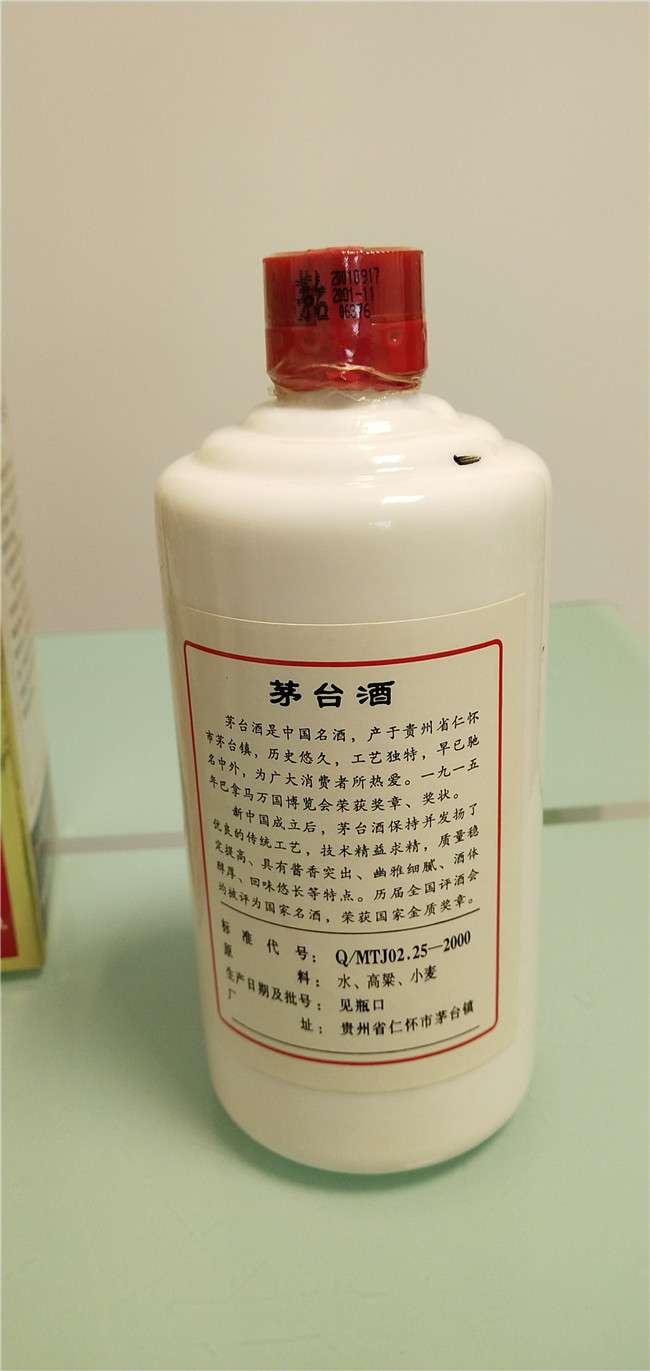 20010917
2001-11
06376
茅台酒
茅台酒是中国名酒，产于贵州省仁怀
市茅台镇，历史悠久，工艺独特，早已驰
名中外，为广大消费者所热爱。一九一五
年巴拿马万国博览会荣获奖章、奖状。
新中国成立后，茅台酒保持并发扬了
优良的传统工艺，技术精益求精，质量稳
定提高、具有酱香突出、幽雅细腻、酒体
醇厚、回味悠长等特点。历届全国评酒会
均被评为国家名酒，荣获国家金质奖章。
标准代号：Q/MTJ02.25—2000
原料：水、高粱、小麦
生产日期及批号：见瓶口
厂址：贵州省仁怀市茅台镇